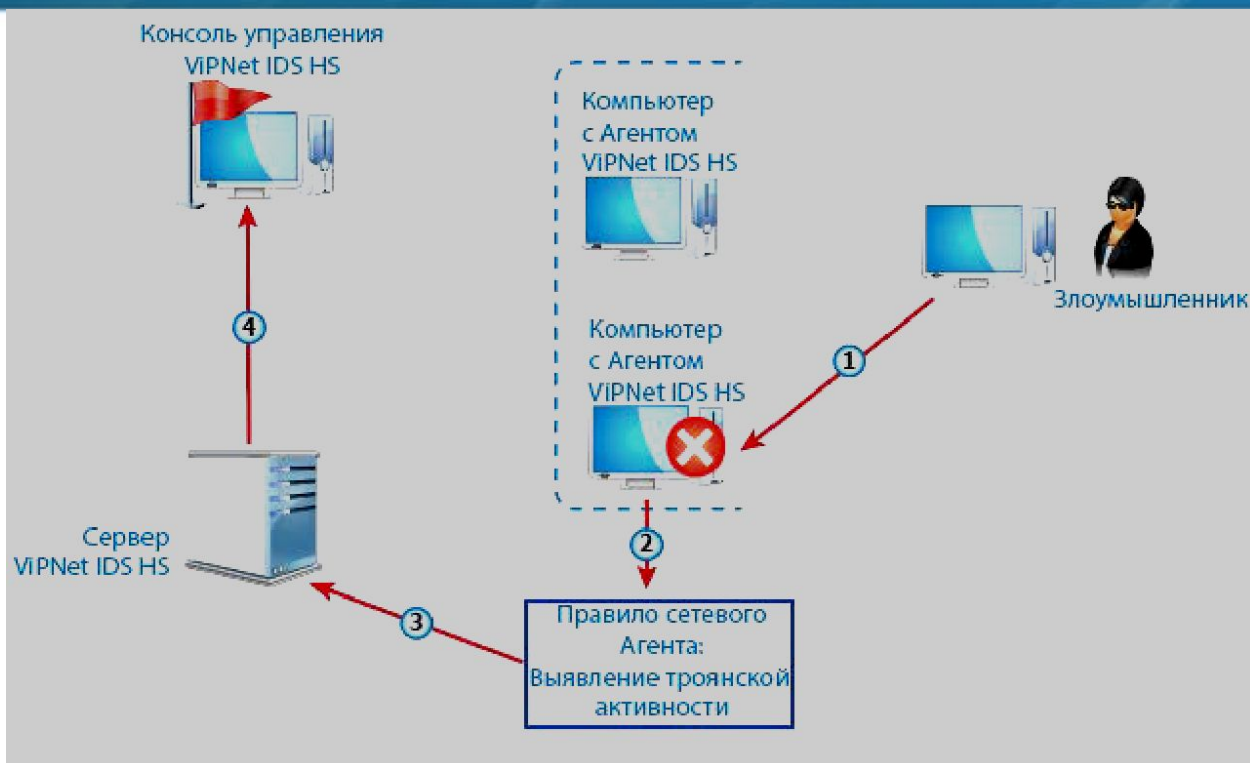 Консоль управления
ViPNet IDS HS
Компьютер
с Агентом
ViPNet IDS HS
Злоумышленник
Компьютер
с Агентом
ViPNet IDS HS
1
4
2
Сервер
ViPNet IDS HS
3
Правило сетевого
Агента:
Выявление троянской
активности